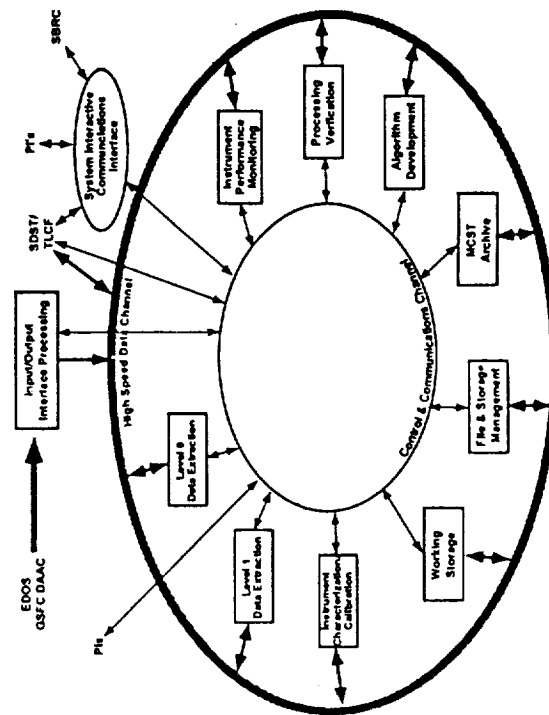 EDOS
GSFC DAAC
Input/Output
Interface Processing
SDST/
TLCF
PI's
SBRC
System Interactive
Communications
Interface
High Speed Data Channel
PIs
Level 1
Data Extraction
Level 0
Data Extraction
Instrument
Performance
Monitoring
Processing
Verification
Algorithm
Development
MCST
Archive
File & Storage
Management
Working
Storage
Instrument
Characterization
Calibration
Control & Communications Channel